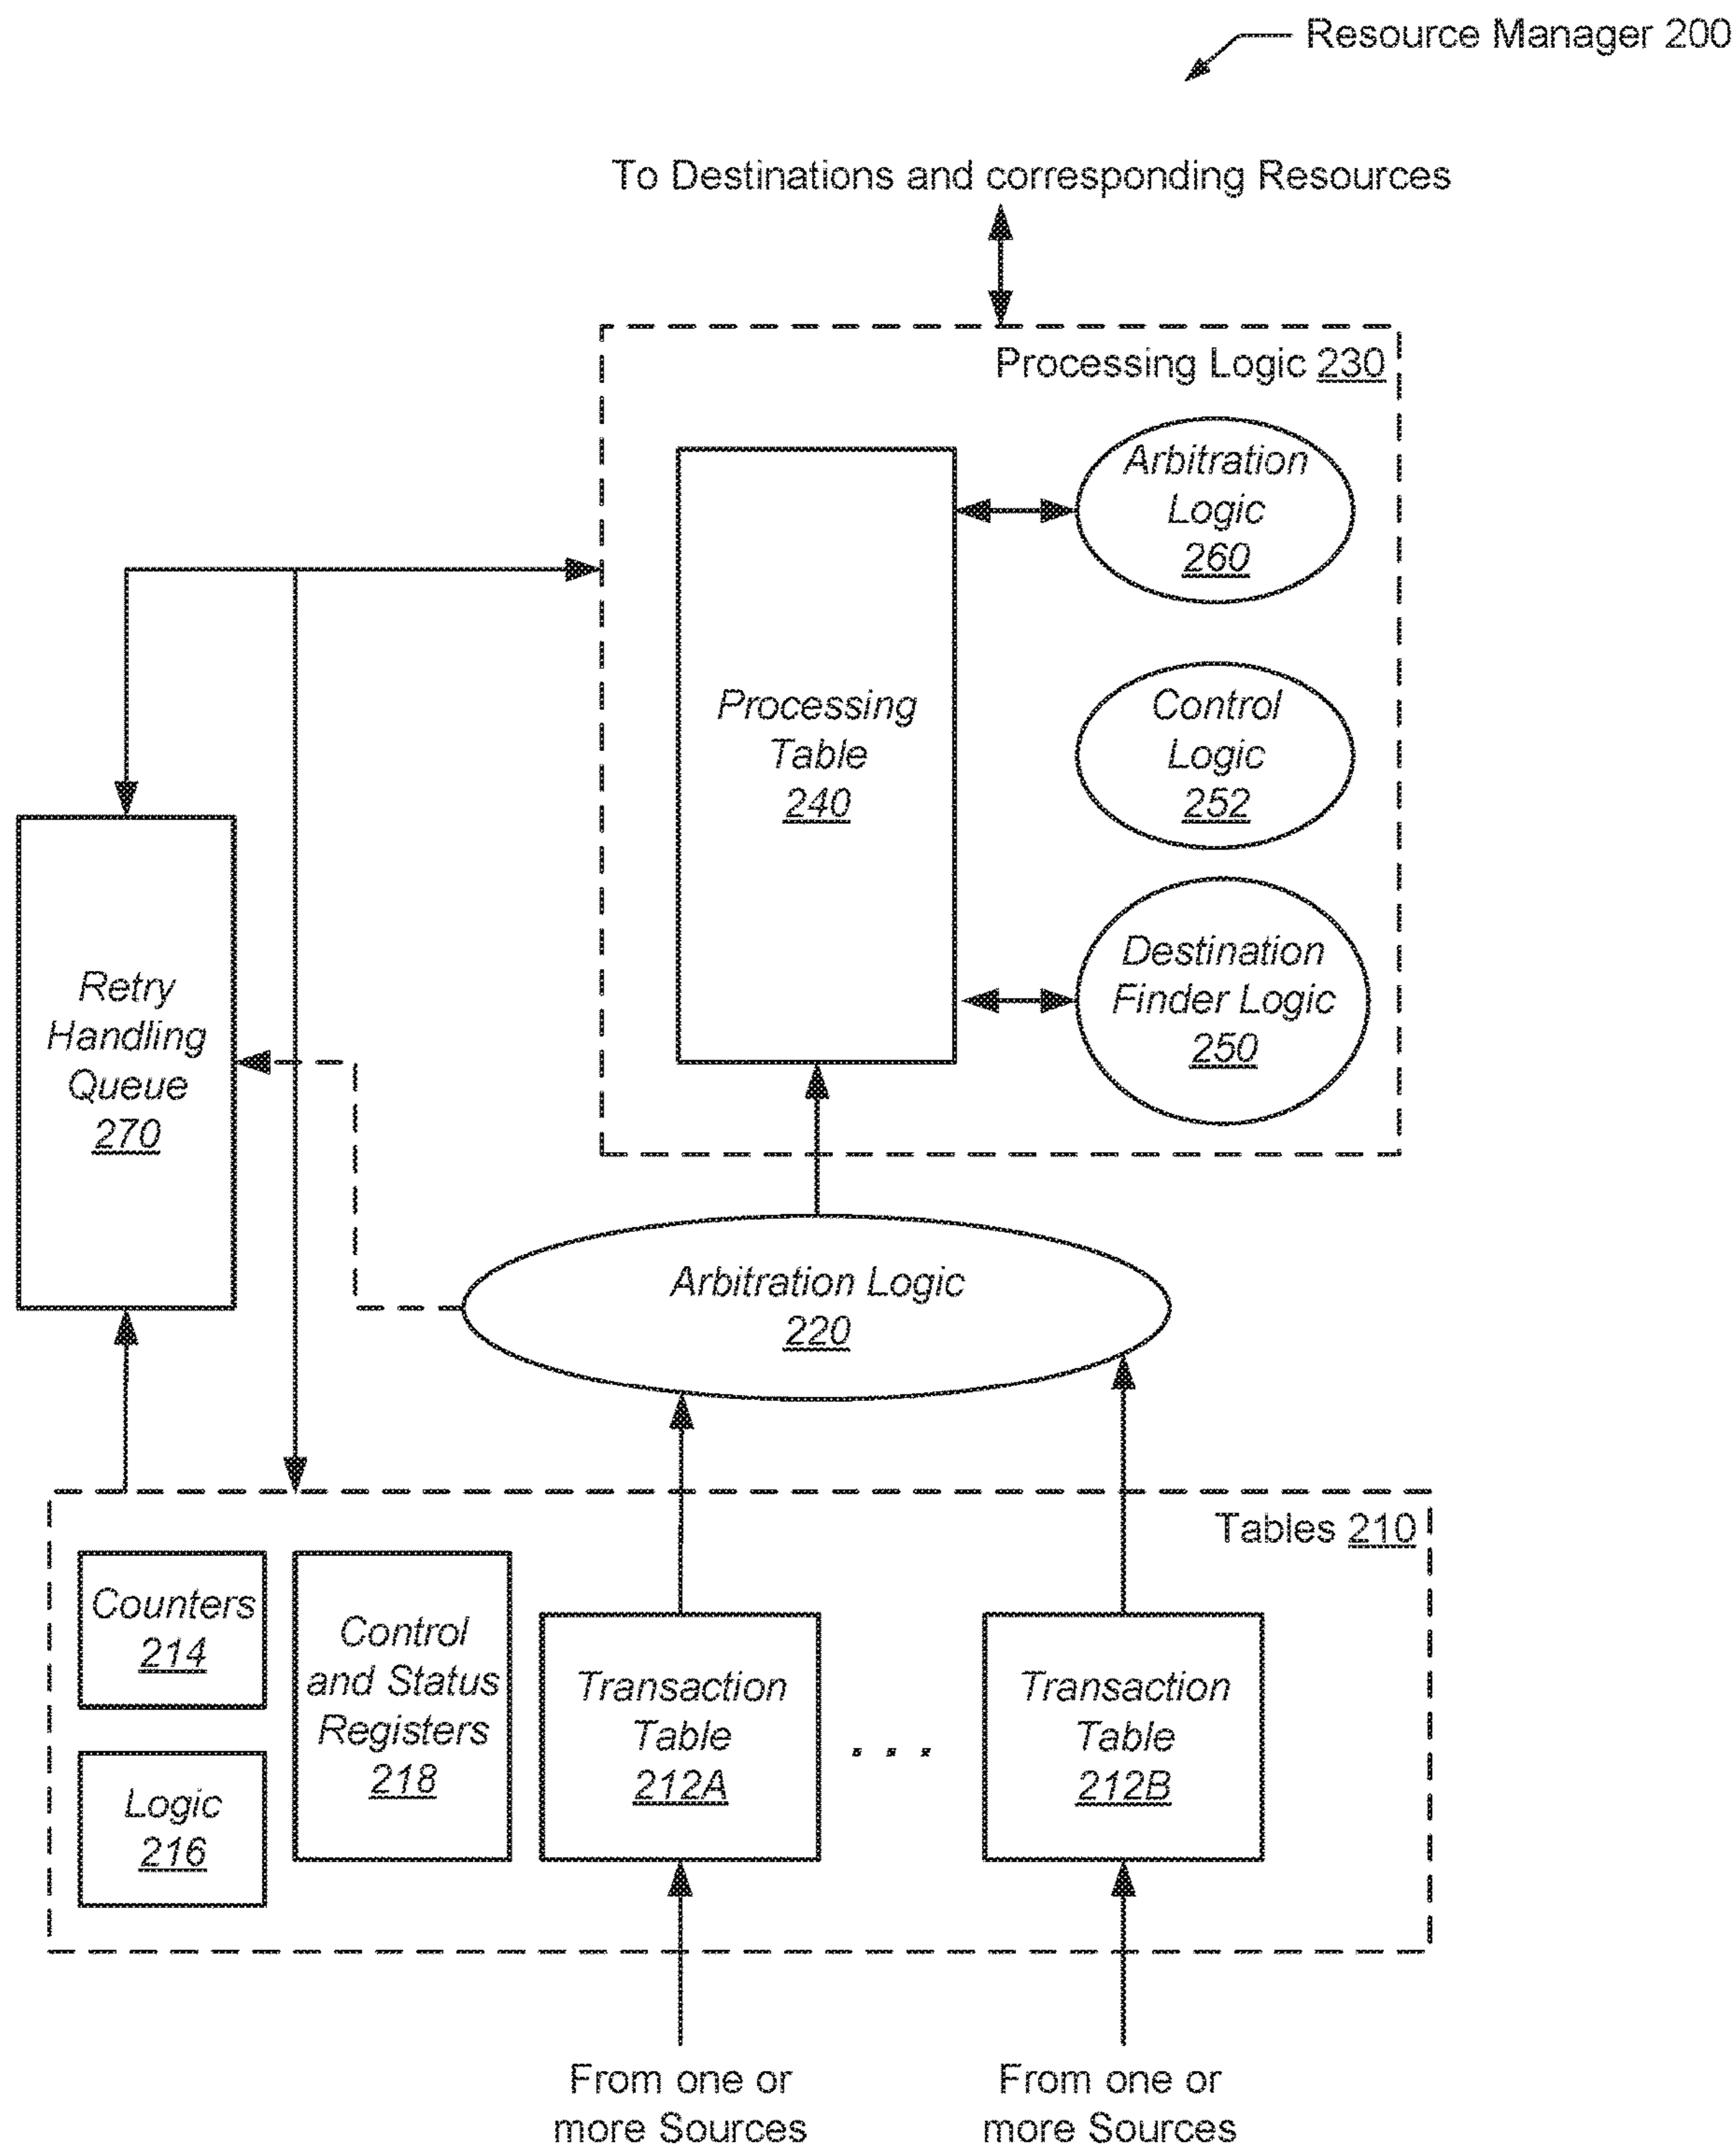 Resource Manager 200
To Destinations and corresponding Resources
Processing Logic 230
Arbitration
Logic
260
Processing
Table
240
Control
Logic
252
Destination
Finder Logic
250
Retry
Handling
Queue
270
Arbitration Logic
220
Tables 210
Counters
214
Logic
216
Control
and Status
Registers
218
Transaction
Table
212A
. . .
Transaction
Table
212B
From one or
more Sources
From one or
more Sources